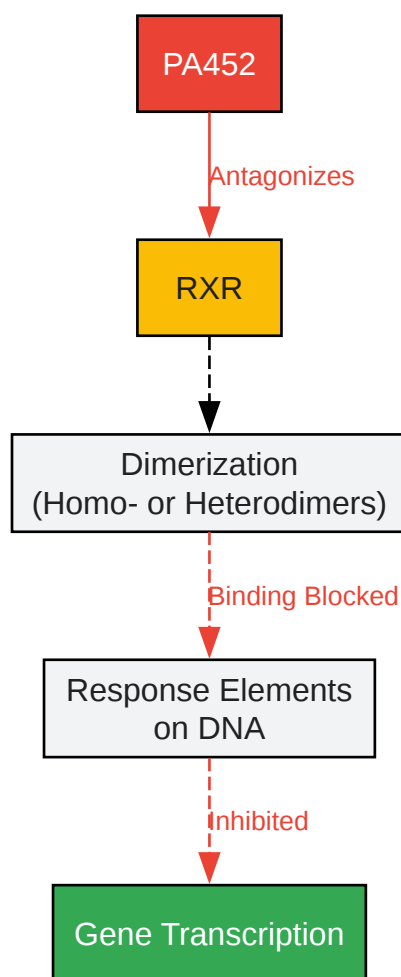 PA452
Antagonizes
RXR
Dimerization
(Homo- or Heterodimers)
Binding Blocked
Response Elements
on DNA
Inhibited
Gene Transcription